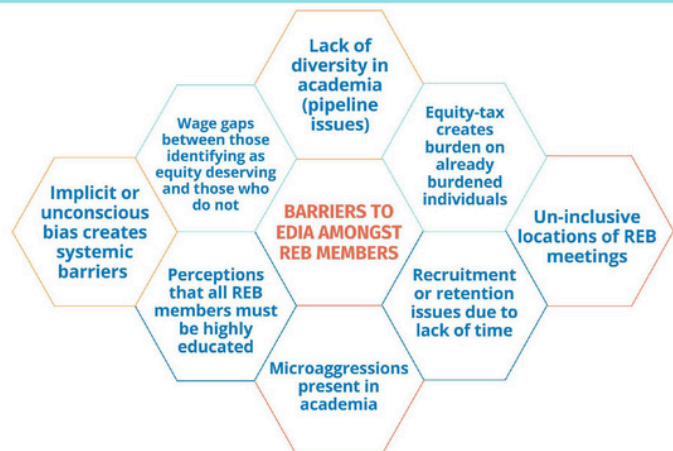 Lack of
diversity in
academia
(pipeline
issues)
Wage gaps
between those
identifying as
equity deserving
and those who
do not
Equity-tax
creates
burden on
already
burdened
individuals
Implicit or
unconscious
bias creates
systemic
barriers
BARRIERS TO
EDIA AMONGST
REB MEMBERS
Un-inclusive
locations of REB
meetings
Perceptions
that all REB
members must
be highly
educated
Recruitment
or retention
issues due to
lack of time
Microaggressions
present in
academia